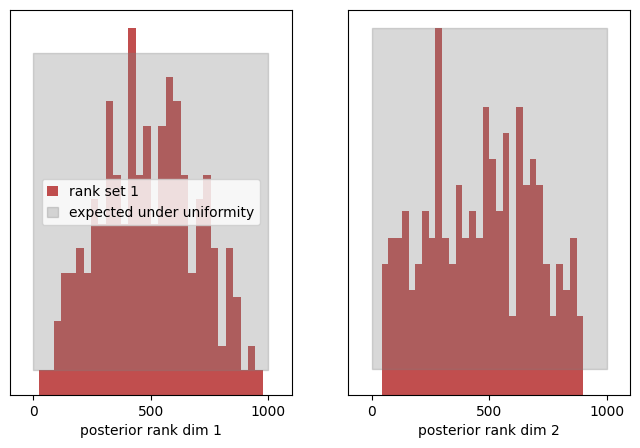 rank set 1
expected under uniformity
0 500 1000
posterior rank dim 1
0 500 1000
posterior rank dim 2